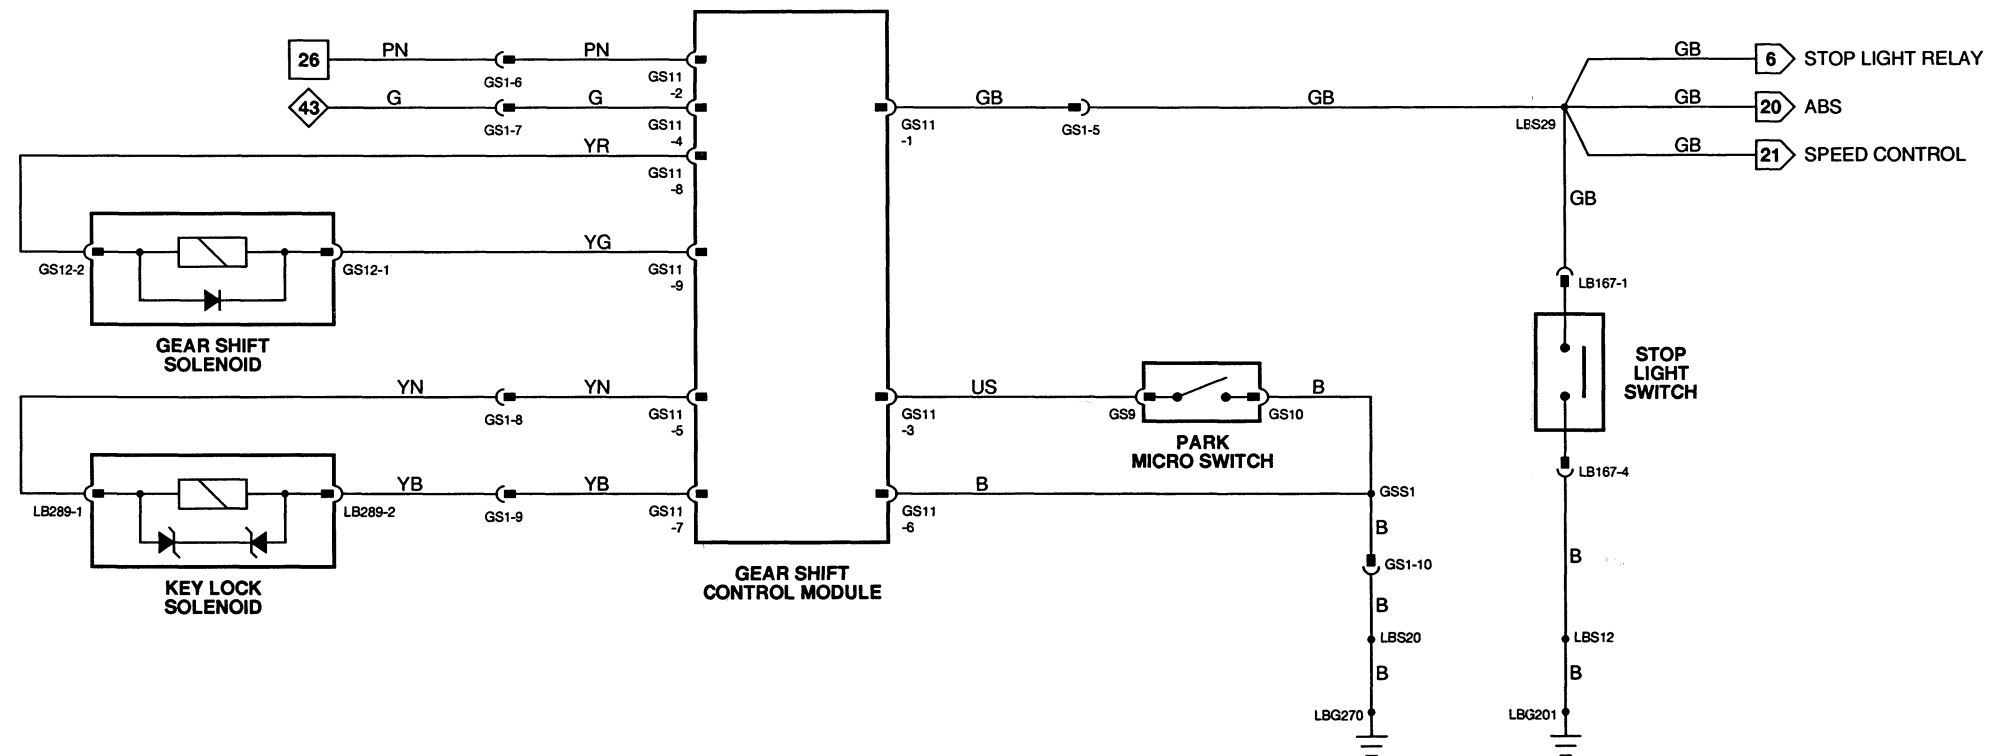 26 PN PN
GS1-6 GS11
-2
43 G G
GS1-7 GS11
-4
YR
GS11
-8
YG
GS12-2 GS12-1 GS11
-9
GEAR SHIFT
SOLENOID
YN YN
GS1-8 GS11
-5
YB YB
LB289-1 LB289-2 GS1-9 GS11
-7
KEY LOCK
SOLENOID
GEAR SHIFT
CONTROL MODULE
GB GB
GS11
-1
GS1-5 LBS29
GB 6 STOP LIGHT RELAY
GB 20 ABS
GB 21 SPEED CONTROL
GB
LB167-1
STOP
LIGHT
SWITCH
LB167-4
US B
GS11
-3
GS9 GS10
PARK
MICRO SWITCH
B
GS11
-6
GSS1
B
GS1-10
B
LBS20
B
LBG270
B
LBS12
B
LBG201